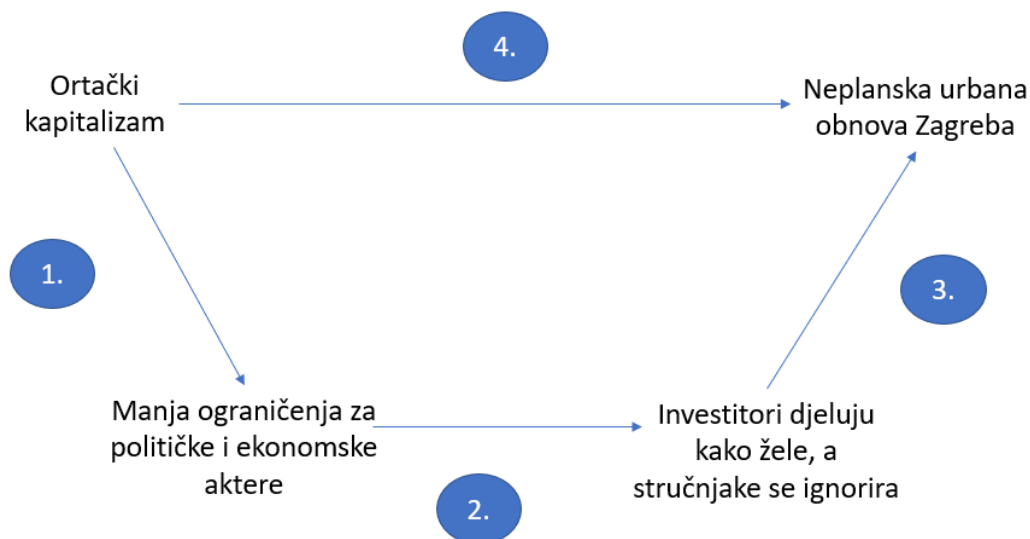 4.
Ortački
kapitalizam
Neplanska urbana
obnova Zagreba
1.
3.
Manja ograničenja za
političke i ekonomske
aktere
Investitori djeluju
kako žele, a
stručnjake se ignorira
2.